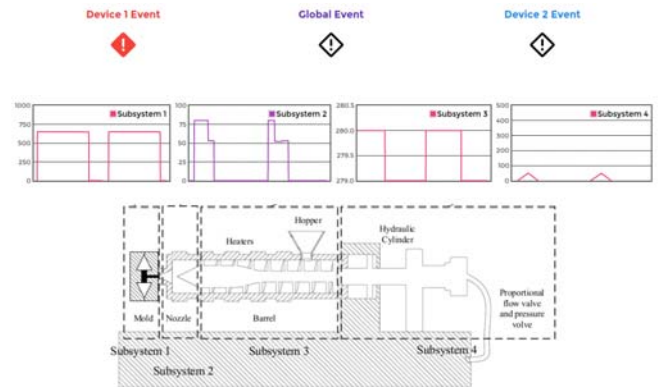 Device 1 Event
Global Event
Device 2 Event
1000
750
500
250
0
Subsystem 1
100
75
50
25
0
Subsystem 2
280.5
280.0
279.5
279.0
Subsystem 3
500
400
300
200
100
0
Subsystem 4
Hopper
Heaters
Hydraulic
Cylinder
Proportional
flow valve
and pressure
volve
Mold
Nozzle
Barrel
Subsystem 1
Subsystem 3
Subsystem 4
Subsystem 2